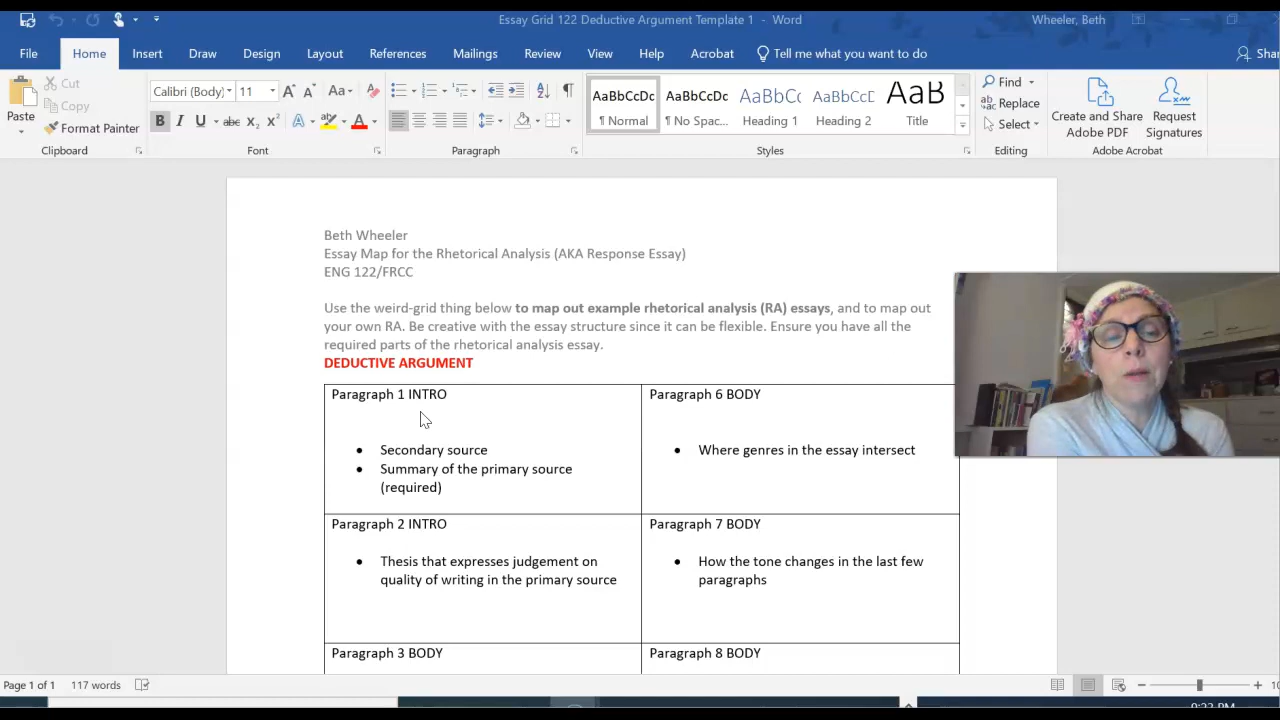 Essay Grid 122 Deductive Argument Template 1 - Word
Wheeler, Beth
File Home Insert Draw Design Layout References Mailings Review View Help Acrobat Tell me what you want to do
Cut
Copy
Paste
Format Painter
Clipboard
Calibri (Body) 11
Aa
B I U abc x₂ x²
Font
Paragraph
AaBbCcDc AaBbCcDc AaBbCc AaBbCcD AaB
¶ Normal ¶ No Spac... Heading 1 Heading 2 Title
Styles
Find
Replace
Select
Editing
Create and Share Adobe PDF
Request Signatures
Adobe Acrobat
Beth Wheeler
Essay Map for the Rhetorical Analysis (AKA Response Essay)
ENG 122/FRCC
Use the weird-grid thing below to map out example rhetorical analysis (RA) essays, and to map out
your own RA. Be creative with the essay structure since it can be flexible. Ensure you have all the
required parts of the rhetorical analysis essay.
DEDUCTIVE ARGUMENT
Paragraph 1 INTRO
• Secondary source
• Summary of the primary source
(required)
Paragraph 6 BODY
• Where genres in the essay intersect
Paragraph 2 INTRO
• Thesis that expresses judgement on
quality of writing in the primary source
Paragraph 7 BODY
• How the tone changes in the last few
paragraphs
Paragraph 3 BODY
Paragraph 8 BODY
Page 1 of 1 117 words